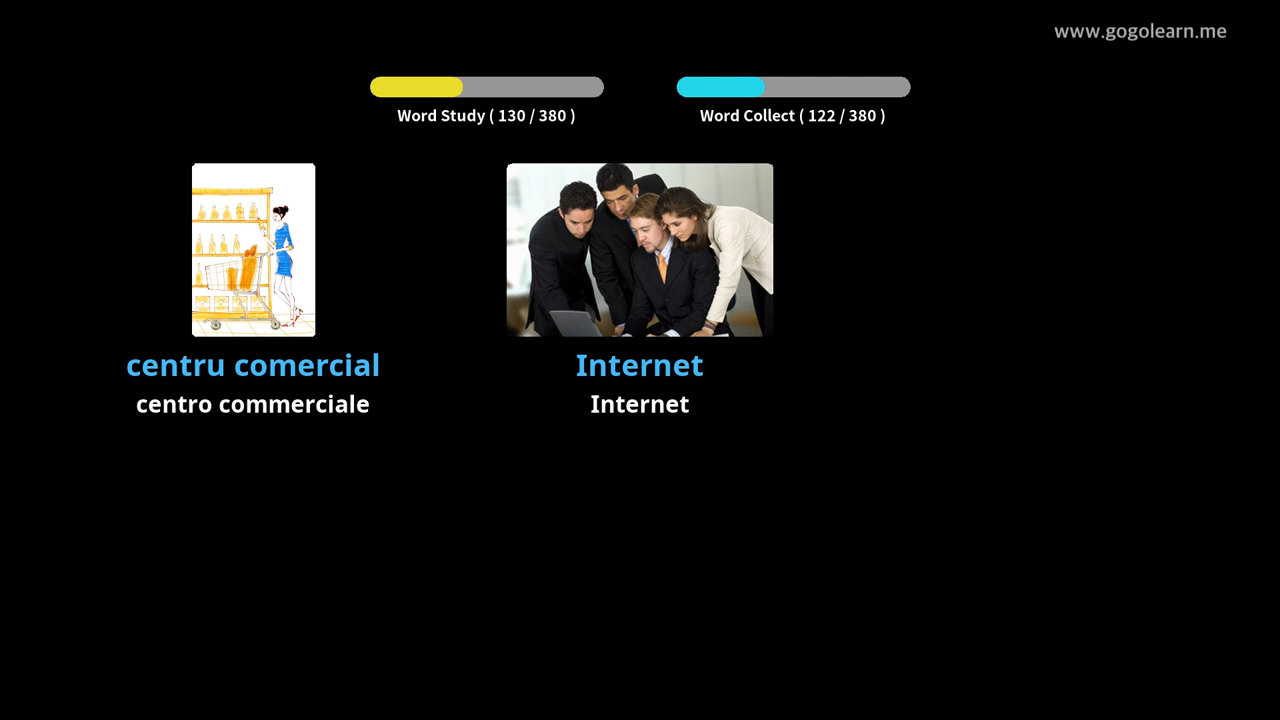 www.gogolearn.me
Word Study ( 130 / 380 )
Word Collect ( 122 / 380 )
centru comercial
centro commerciale
Internet
Internet